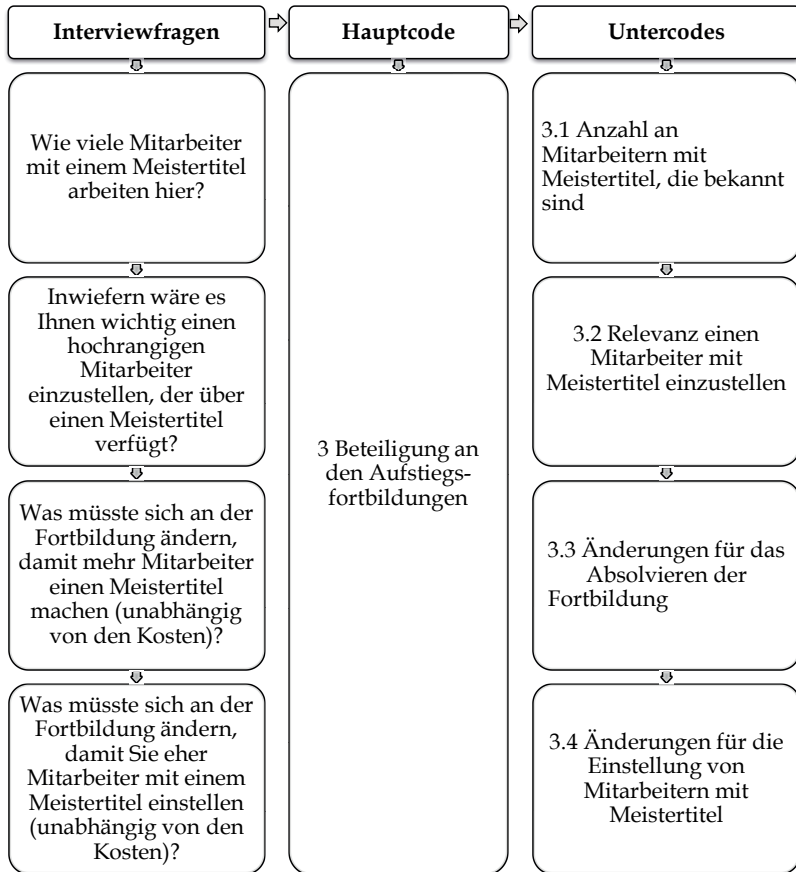 Interviewfragen
Hauptcode
Untercodes
Wie viele Mitarbeiter
mit einem Meistertitel
arbeiten hier?
Inwiefern wäre es
Ihnen wichtig einen
hochrangigen
Mitarbeiter
einzustellen, der über
einen Meistertitel
verfügt?
Was müsste sich an der
Fortbildung ändern,
damit mehr Mitarbeiter
einen Meistertitel
machen (unabhängig
von den Kosten)?
Was müsste sich an der
Fortbildung ändern,
damit Sie eher
Mitarbeiter mit einem
Meistertitel einstellen
(unabhängig von den
Kosten)?
3 Beteiligung an
den Aufstiegs-
fortbildungen
3.1 Anzahl an
Mitarbeitern mit
Meistertitel, die bekannt
sind
3.2 Relevanz einen
Mitarbeiter mit
Meistertitel einzustellen
3.3 Änderungen für das
Absolvieren der
Fortbildung
3.4 Änderungen für die
Einstellung von
Mitarbeitern mit
Meistertitel